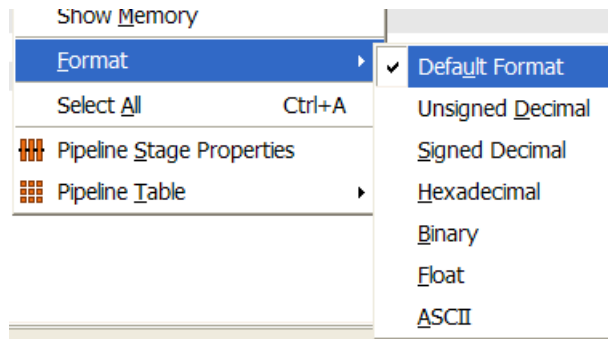 Show Memory
Format
Select All Ctrl+A
Pipeline Stage Properties
Pipeline Table
Default Format
Unsigned Decimal
Signed Decimal
Hexadecimal
Binary
Float
ASCII